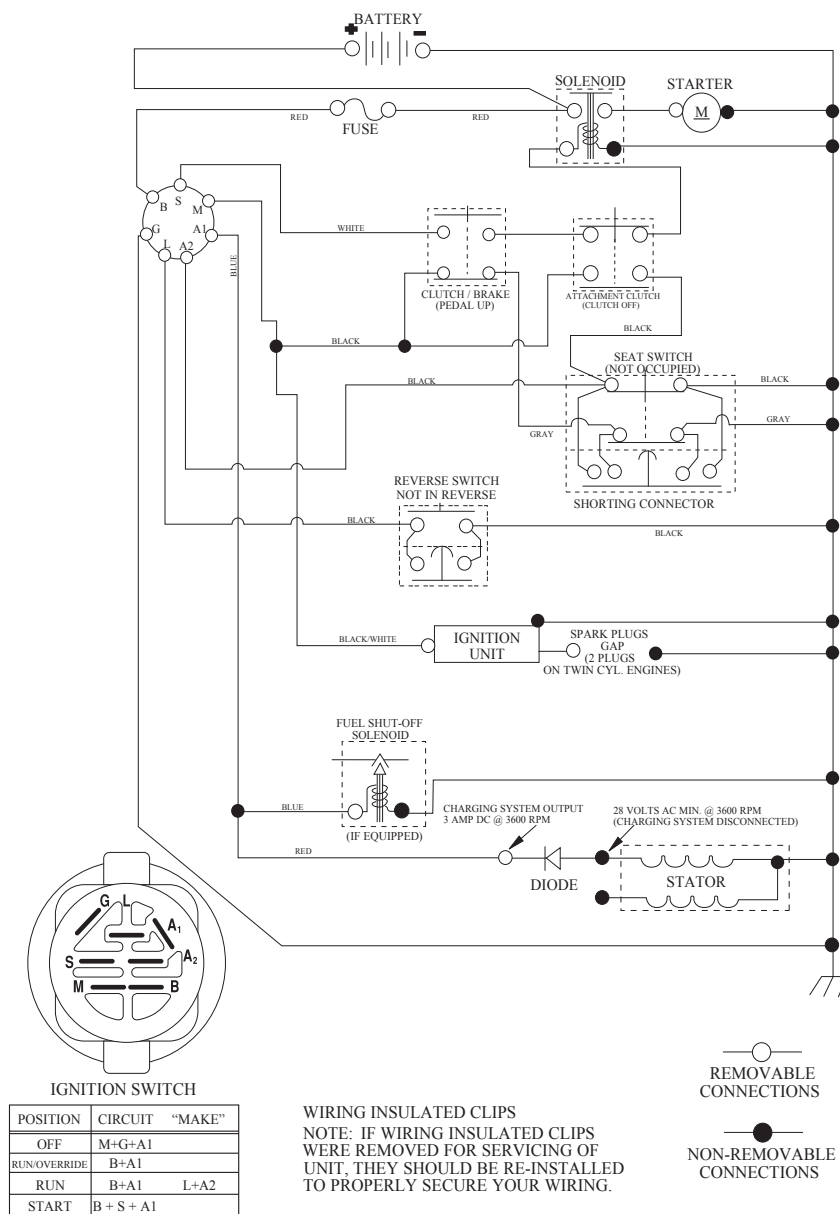 BATTERY
+ -
SOLENOID
STARTER
M
RED
FUSE
RED
B
S
M
G
L
A2
A1
BLUE
WHITE
CLUTCH / BRAKE
(PEDAL UP)
ATTACHMENT CLUTCH
(CLUTCH OFF)
BLACK
BLACK
SEAT SWITCH
(NOT OCCUPIED)
BLACK
BLACK
GRAY
GRAY
REVERSE SWITCH
NOT IN REVERSE
SHORTING CONNECTOR
BLACK
BLACK
BLACK/WHITE
IGNITION
UNIT
SPARK PLUGS
GAP
(2 PLUGS
ON TWIN CYL. ENGINES)
FUEL SHUT-OFF
SOLENOID
BLUE
(IF EQUIPPED)
CHARGING SYSTEM OUTPUT
3 AMP DC @ 3600 RPM
28 VOLTS AC MIN. @ 3600 RPM
(CHARGING SYSTEM DISCONNECTED)
RED
DIODE
STATOR
G L
A1
S
A2
M
B
IGNITION SWITCH
POSITION CIRCUIT "MAKE"
OFF M+G+A1
RUN/OVERRIDE B+A1
RUN B+A1 L+A2
START B + S + A1
WIRING INSULATED CLIPS
NOTE: IF WIRING INSULATED CLIPS
WERE REMOVED FOR SERVICING OF
UNIT, THEY SHOULD BE RE-INSTALLED
TO PROPERLY SECURE YOUR WIRING.
REMOVABLE
CONNECTIONS
NON-REMOVABLE
CONNECTIONS